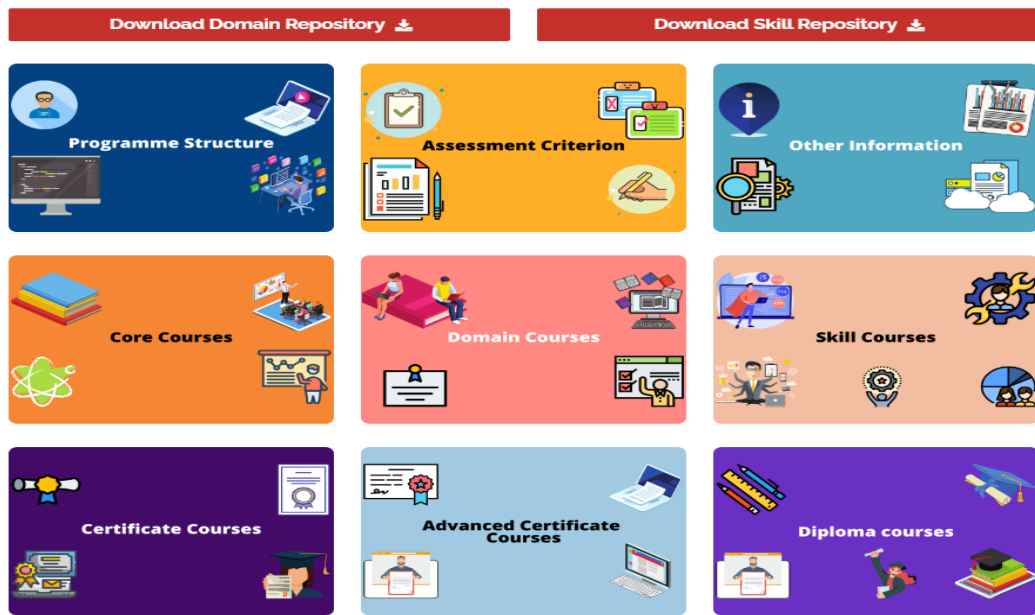 Download Domain Repository
Download Skill Repository
Programme Structure
Assessment Criterion
Other Information
Core Courses
Domain Courses
Skill Courses
Certificate Courses
Advanced Certificate
Courses
Diploma courses